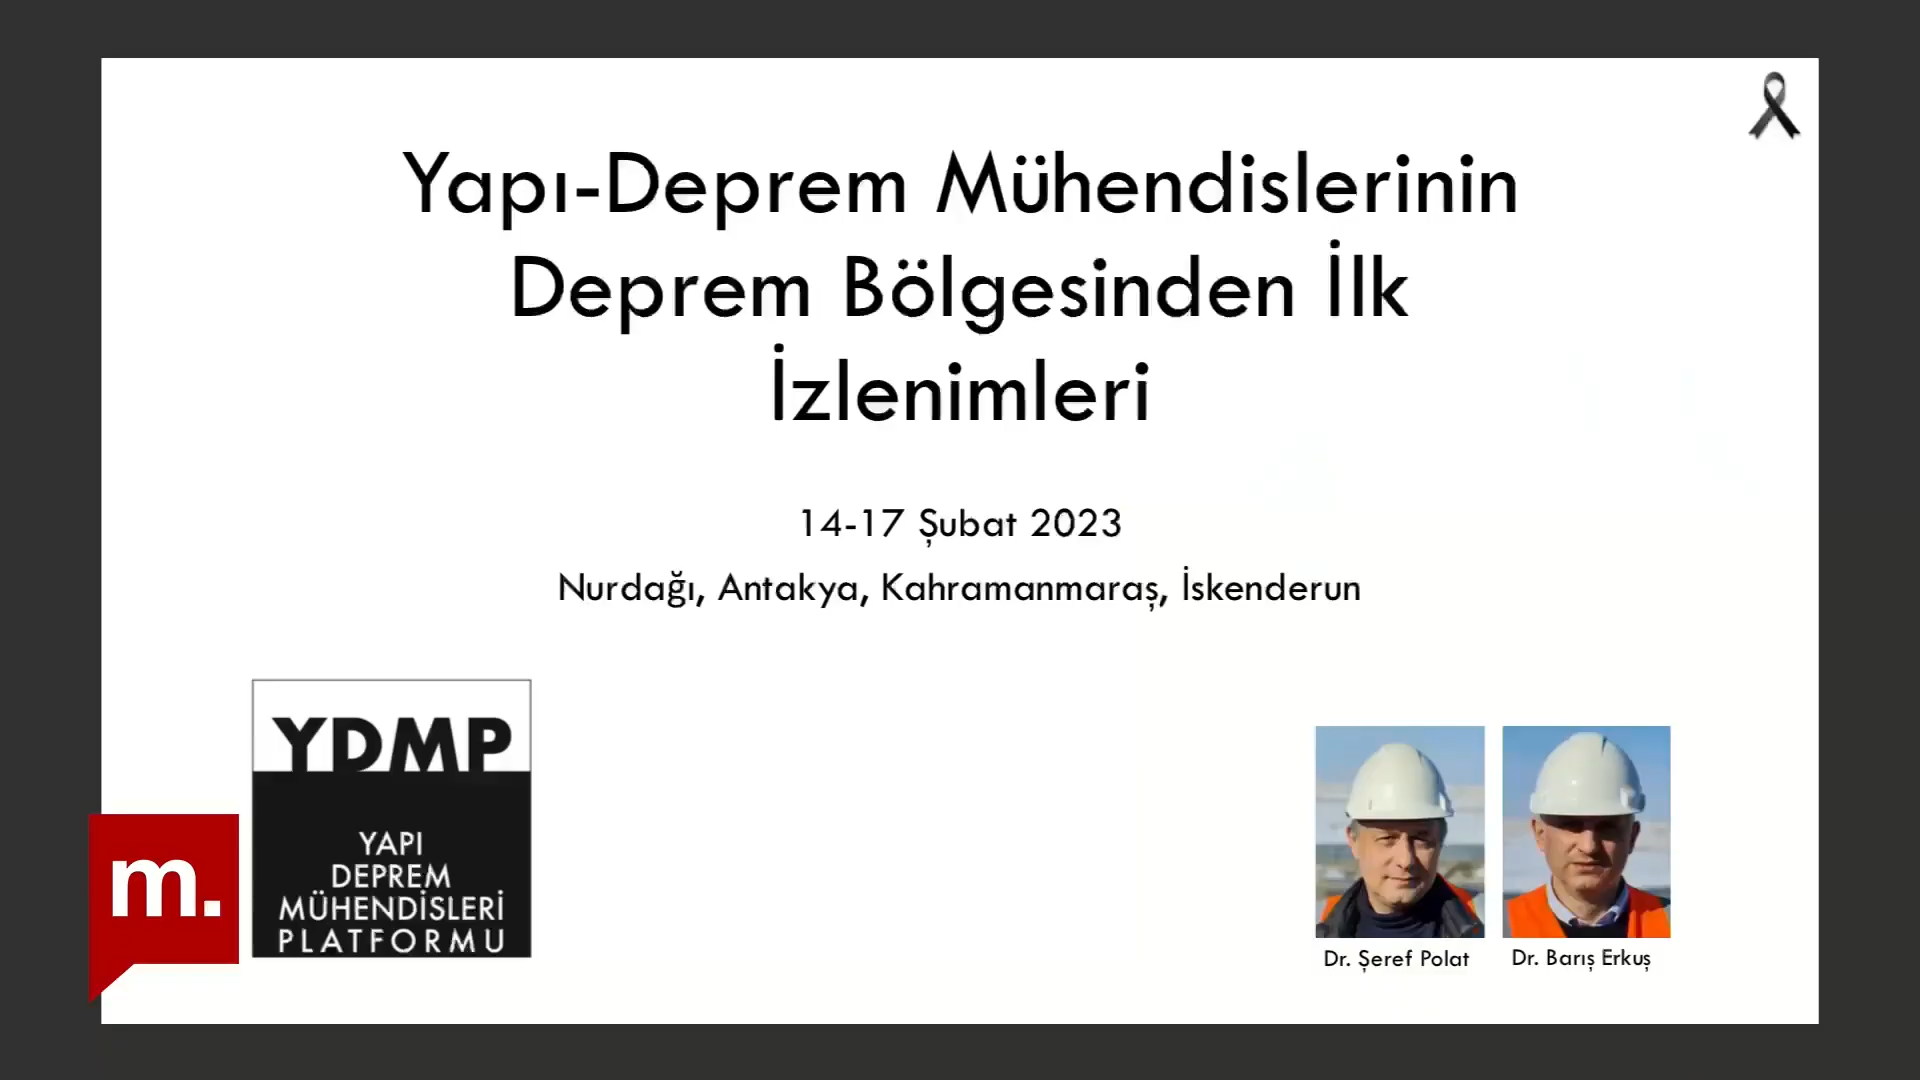 Yapı-Deprem Mühendislerinin
Deprem Bölgesinden İlk
İzlenimleri
14-17 Şubat 2023
Nurdağı, Antakya, Kahramanmaraş, İskenderun
YDMP
YAPI
DEPREM
MÜHENDİSLERİ
PLATFORMU
m.
Dr. Şeref Polat
Dr. Barış Erkuş